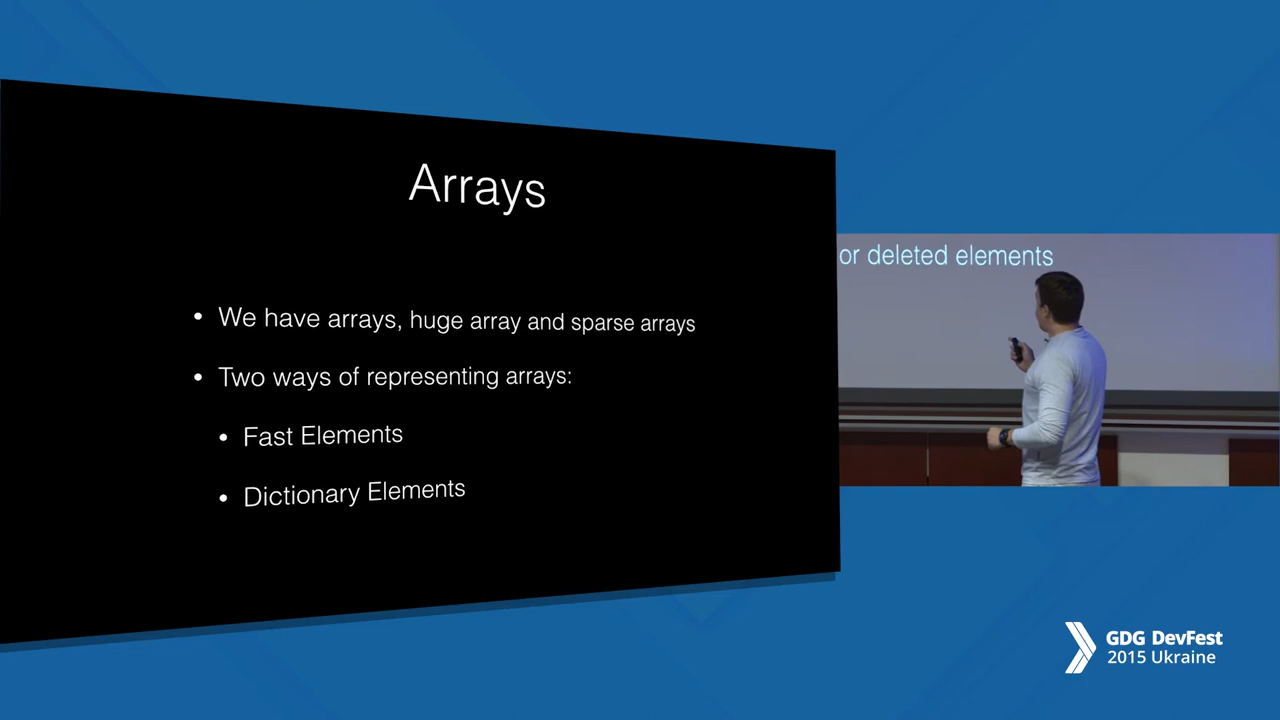 Arrays
• We have arrays, huge array and sparse arrays
• Two ways of representing arrays:
• Fast Elements
• Dictionary Elements
or deleted elements
GDG DevFest
2015 Ukraine